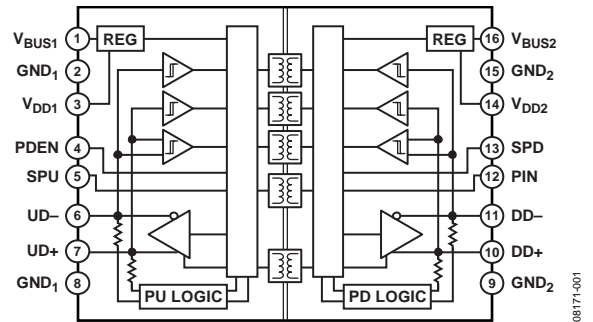 VBUS1 1 REG REG 16 VBUS2
GND1 2 15 GND2
VDD1 3 14 VDD2
PDEN 4 13 SPD
SPU 5 12 PIN
UD– 6 11 DD–
UD+ 7 10 DD+
GND1 8 PU LOGIC PD LOGIC 9 GND2
08171-001